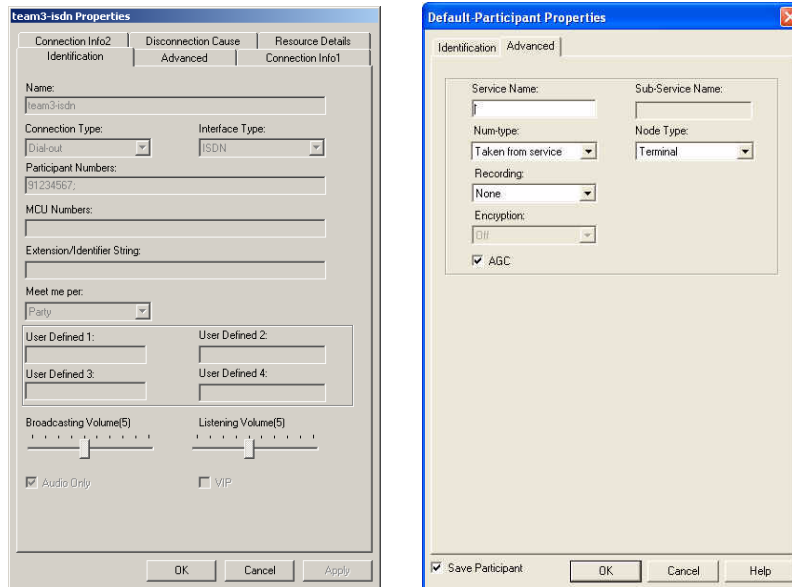 team3-isdn Properties
Connection Info2 Disconnection Cause Resource Details
Identification Advanced Connection Info1
Name:
team3-isdn
Connection Type: Interface Type:
Dial-out ISDN
Participant Numbers:
91234567;
MCU Numbers:
Extension/Identifier String:
Meet me per:
Party
User Defined 1: User Defined 2:
User Defined 3: User Defined 4:
Broadcasting Volume(5) Listening Volume(5)
Audio Only VIP
OK Cancel Apply
Default-Participant Properties
Identification Advanced
Service Name: Sub-Service Name:
Num-type: Node Type:
Taken from service Terminal
Recording:
None
Encryption:
Off
AGC
Save Participant OK Cancel Help